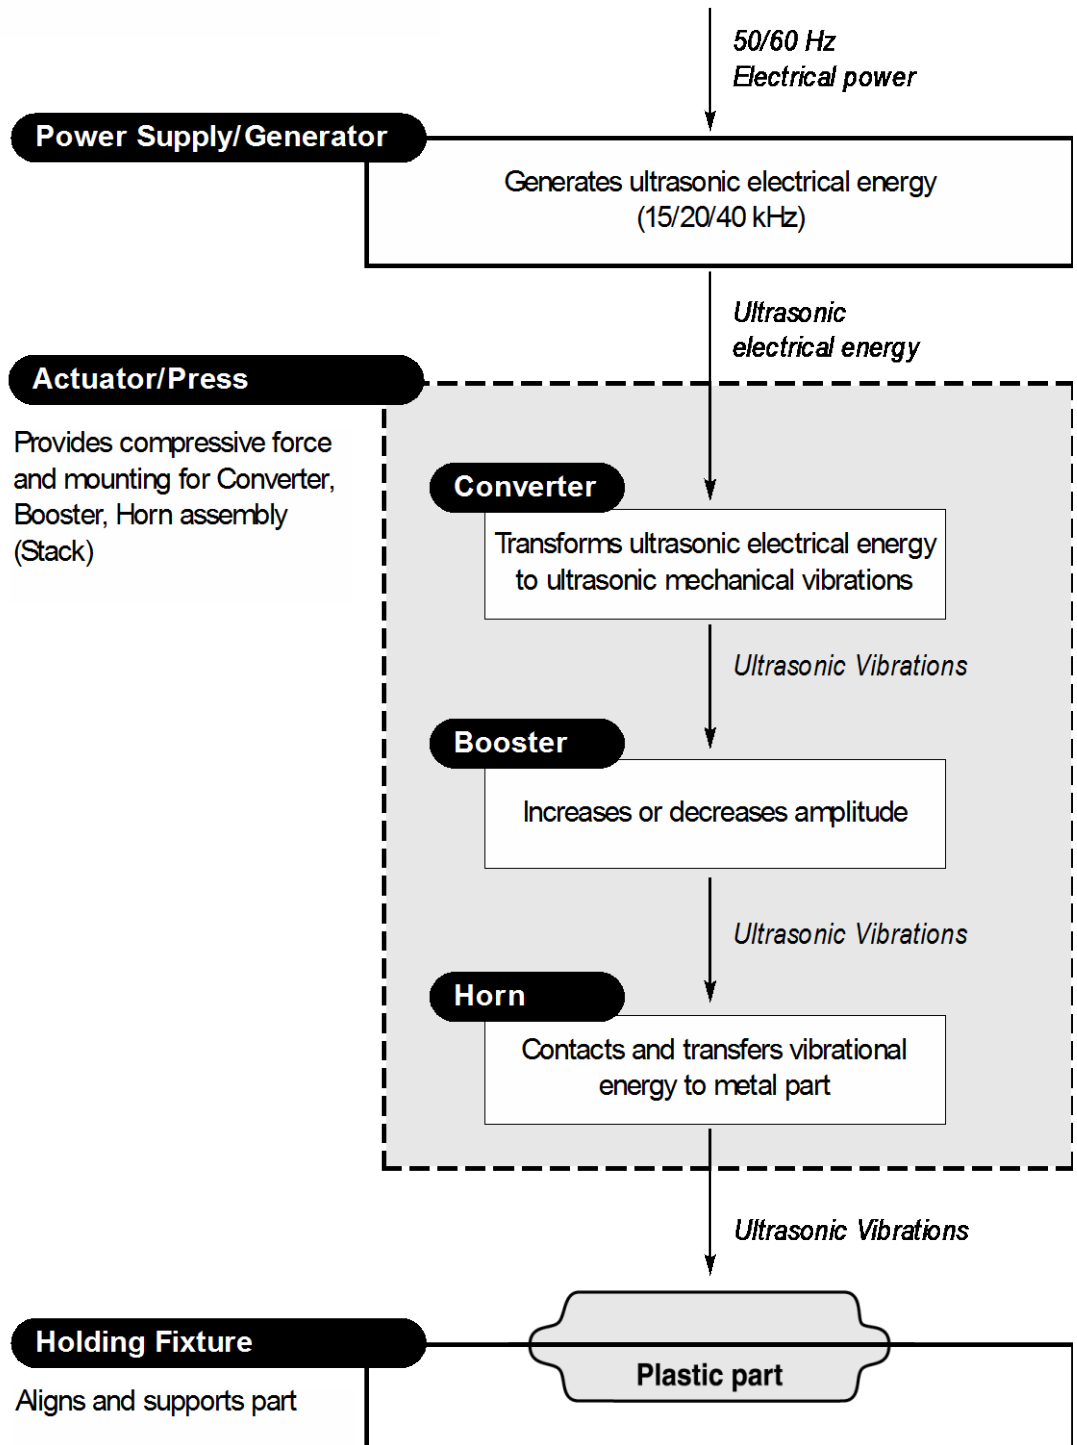 50/60 Hz
Electrical power
Power Supply/Generator
Generates ultrasonic electrical energy
(15/20/40 kHz)
Ultrasonic
electrical energy
Actuator/Press
Provides compressive force
and mounting for Converter,
Booster, Horn assembly
(Stack)
Converter
Transforms ultrasonic electrical energy
to ultrasonic mechanical vibrations
Ultrasonic Vibrations
Booster
Increases or decreases amplitude
Ultrasonic Vibrations
Horn
Contacts and transfers vibrational
energy to metal part
Ultrasonic Vibrations
Holding Fixture
Aligns and supports part
Plastic part